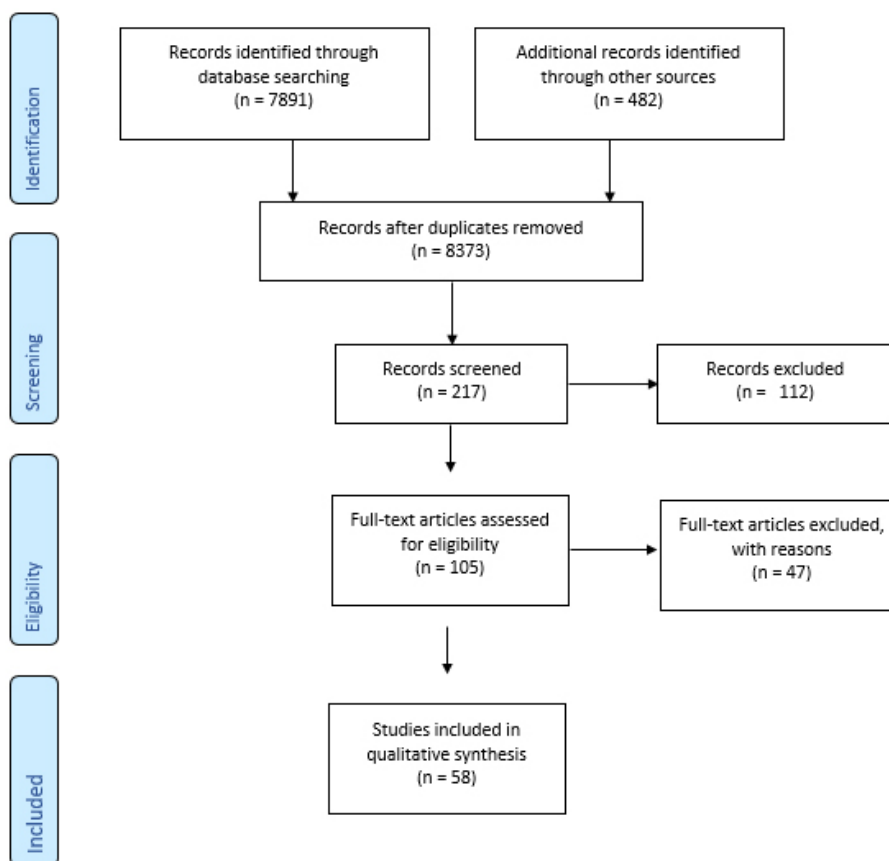 Identification
Records identified through
database searching
(n = 7891)
Additional records identified
through other sources
(n = 482)
Records after duplicates removed
(n = 8373)
Screening
Records screened
(n = 217)
Records excluded
(n =   112)
Eligibility
Full-text articles assessed
for eligibility
(n = 105)
Full-text articles excluded,
with reasons
(n = 47)
Included
Studies included in
qualitative synthesis
(n = 58)